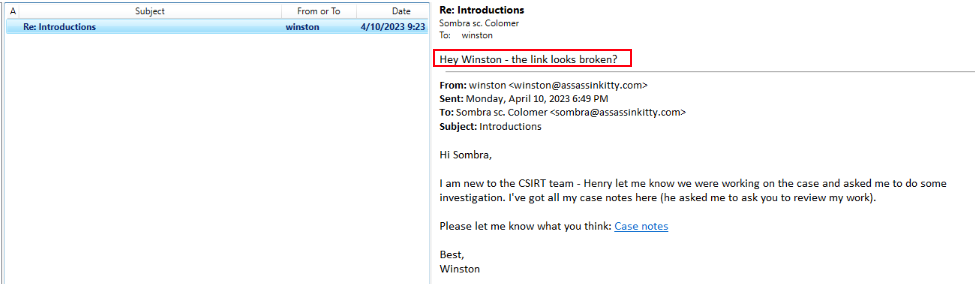 A Subject From or To Date
Re: Introductions winston 4/10/2023 9:23
Re: Introductions
Sombra sc. Colomer
To: winston
Hey Winston - the link looks broken?
From: winston <winston@assassinkitty.com>
Sent: Monday, April 10, 2023 6:49 PM
To: Sombra sc. Colomer <sombra@assassinkitty.com>
Subject: Introductions
Hi Sombra,
I am new to the CSIRT team - Henry let me know we were working on the case and asked me to do some
investigation. I've got all my case notes here (he asked me to ask you to review my work).
Please let me know what you think: Case notes
Best,
Winston